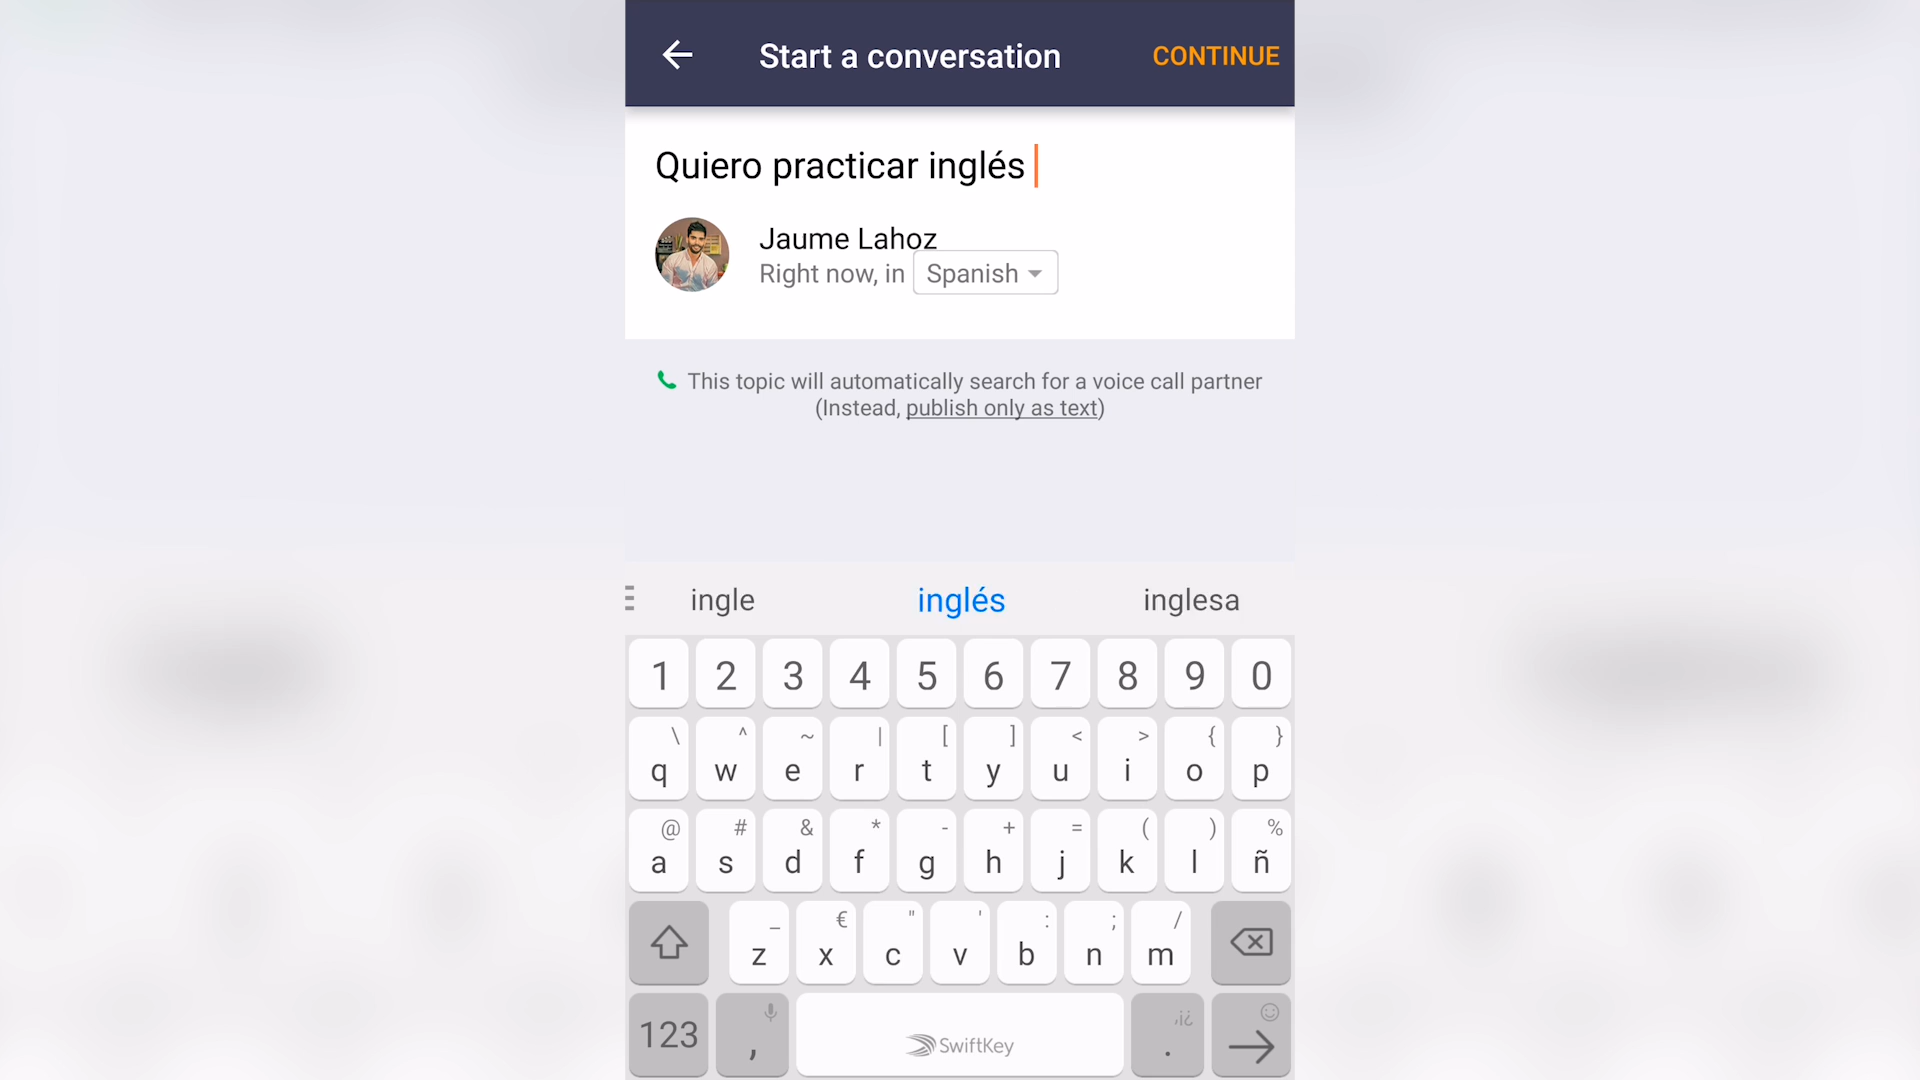 Start a conversation CONTINUE
Quiero practicar inglés
Jaume Lahoz
Right now, in Spanish
This topic will automatically search for a voice call partner
(Instead, publish only as text)
ingle inglés inglesa
1 2 3 4 5 6 7 8 9 0
\ ^ ~ | [ ] < > { }
q w e r t y u i o p
@ # & * - + = ( ) %
a s d f g h j k l ñ
_ € " ' : ; /
z x c v b n m
,¡¿
123 , SwiftKey .